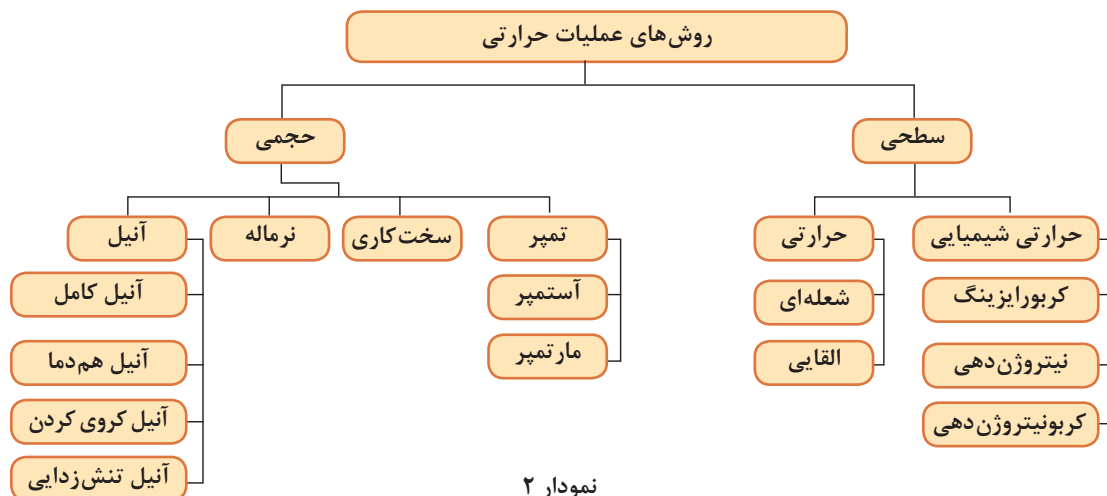 روش‌های عملیات حرارتی
سطحی
حجمی
حرارتی شیمیایی
حرارتی
تمپر
سخت‌کاری
نرماله
آنیل
کربورایزینگ
شعله‌ای
آستمپر
آنیل کامل
نیتروژن‌دهی
القایی
مارتمپر
آنیل هم‌دما
کربونیتروژن‌دهی
آنیل کروی کردن
آنیل تنش‌زدایی
نمودار ۲